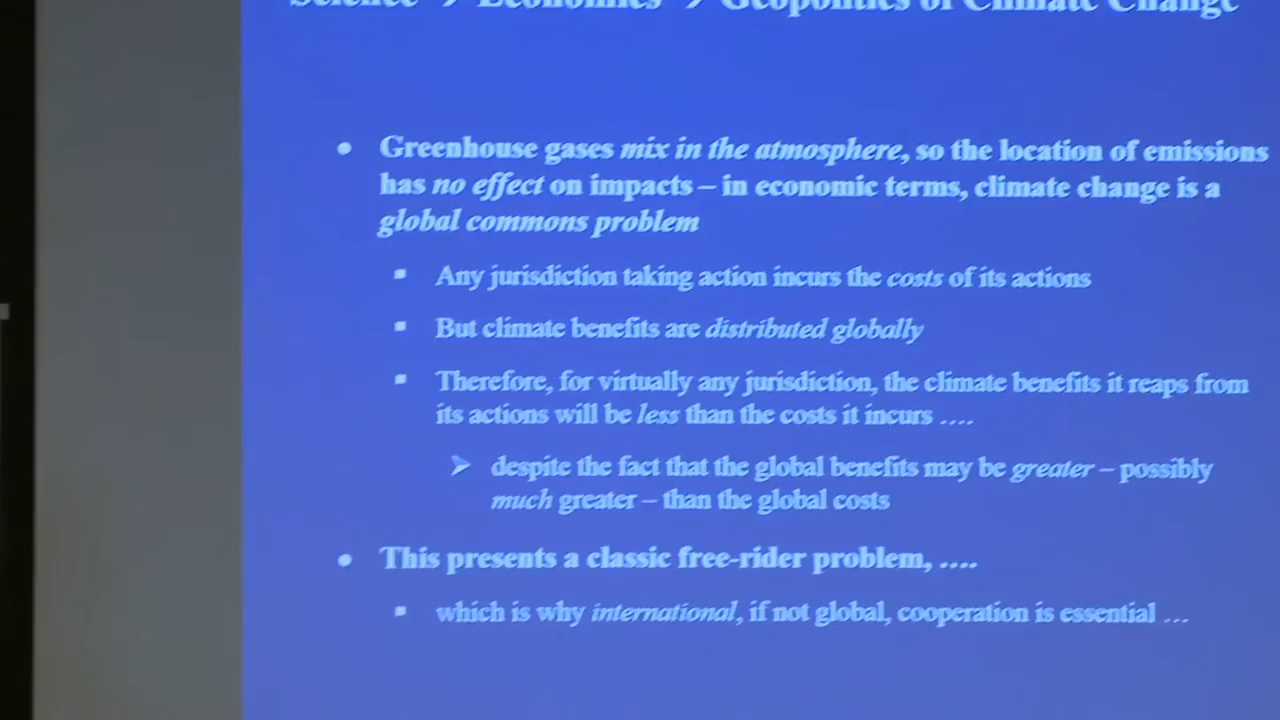 Science → Economics → Geopolitics of Climate Change
• Greenhouse gases mix in the atmosphere, so the location of emissions
has no effect on impacts – in economic terms, climate change is a
global commons problem
▪ Any jurisdiction taking action incurs the costs of its actions
▪ But climate benefits are distributed globally
▪ Therefore, for virtually any jurisdiction, the climate benefits it reaps from
its actions will be less than the costs it incurs ….
➢ despite the fact that the global benefits may be greater – possibly
much greater – than the global costs
• This presents a classic free-rider problem, ….
▪ which is why international, if not global, cooperation is essential …